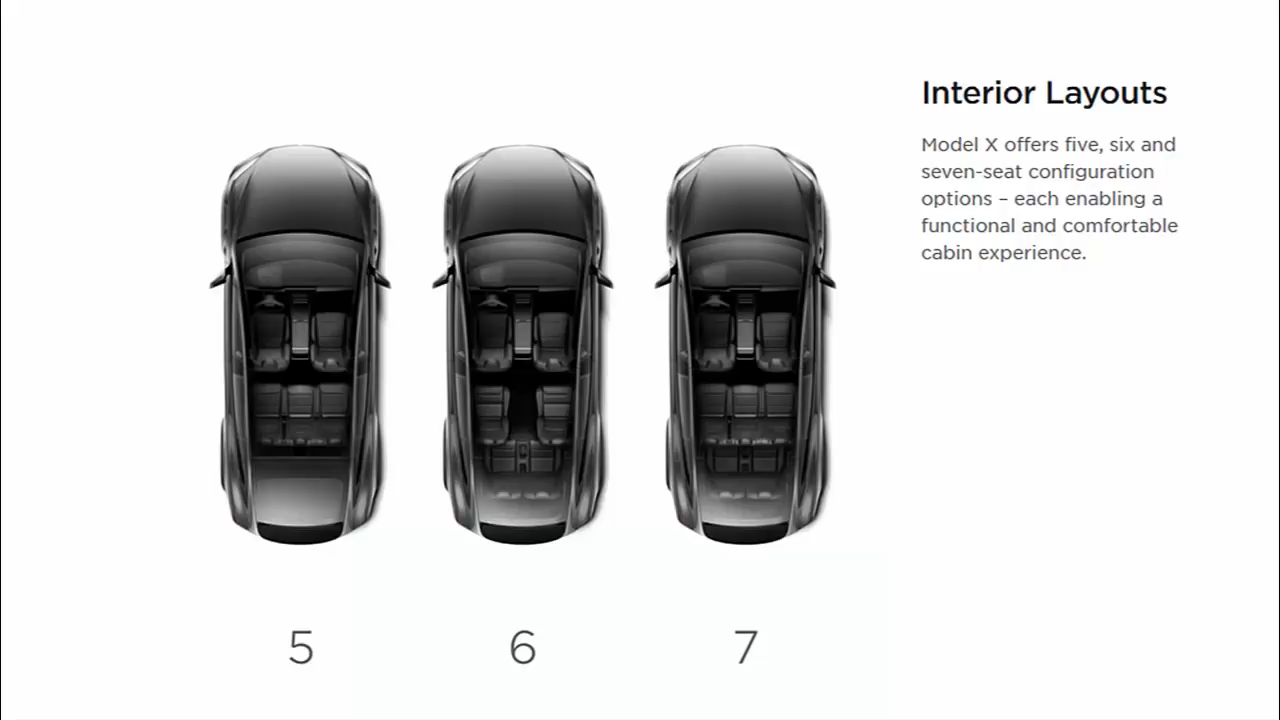 Interior Layouts
Model X offers five, six and
seven-seat configuration
options – each enabling a
functional and comfortable
cabin experience.
5
6
7